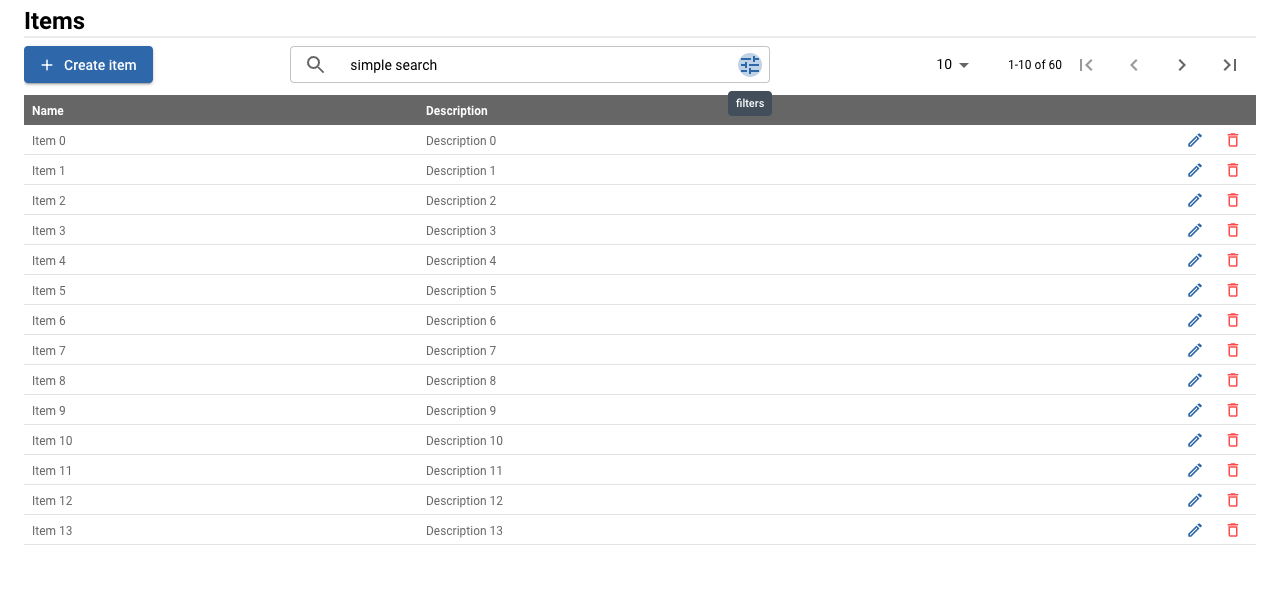 Items
Create item
simple search
10
1-10 of 60
filters
Name Description
Item 0 Description 0
Item 1 Description 1
Item 2 Description 2
Item 3 Description 3
Item 4 Description 4
Item 5 Description 5
Item 6 Description 6
Item 7 Description 7
Item 8 Description 8
Item 9 Description 9
Item 10 Description 10
Item 11 Description 11
Item 12 Description 12
Item 13 Description 13